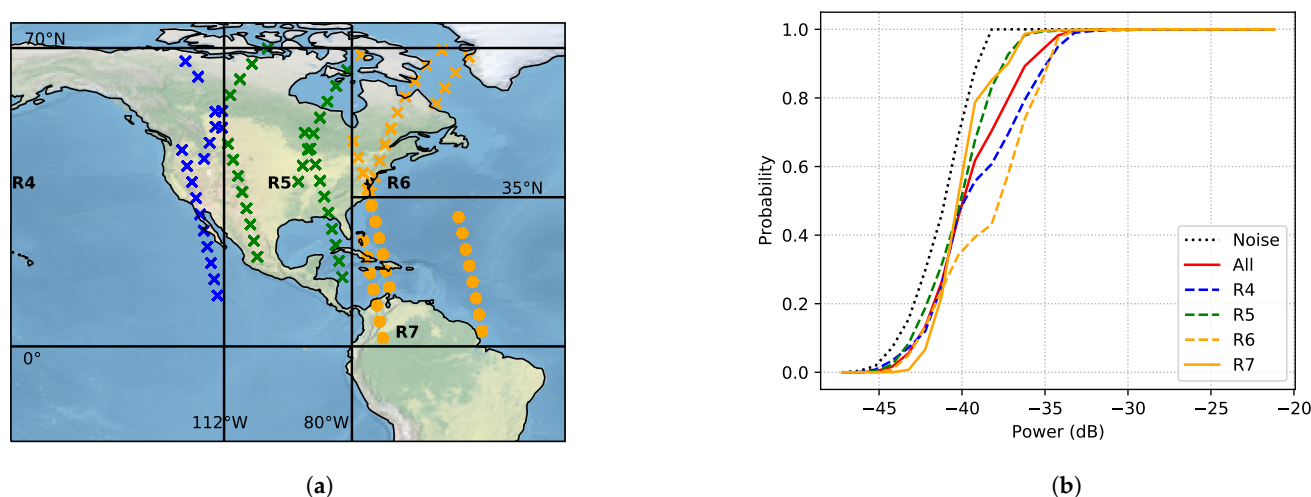 70°N
R4
R5
R6
35°N
R7
0°
112°W
80°W
(a)
1.0
0.8
0.6
0.4
0.2
0.0
Probability
−45
−40
−35
−30
−25
−20
Power (dB)
Noise
All
R4
R5
R6
R7
(b)